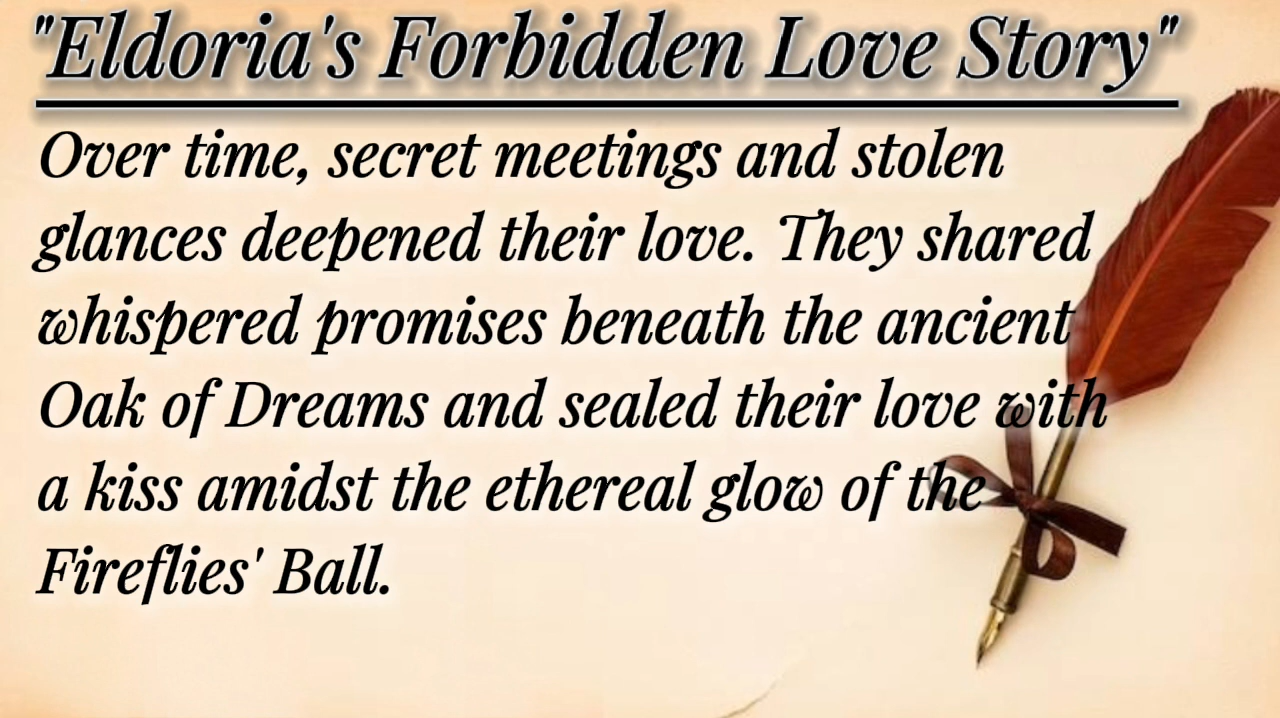 "Eldoria's Forbidden Love Story"
Over time, secret meetings and stolen
glances deepened their love. They shared
whispered promises beneath the ancient
Oak of Dreams and sealed their love with
a kiss amidst the ethereal glow of the
Fireflies' Ball.